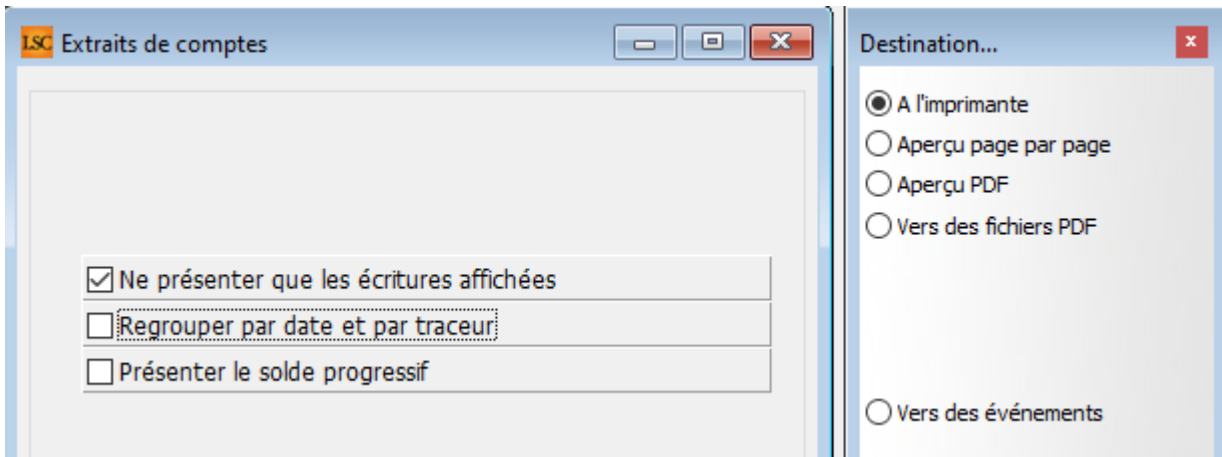 LSC Extraits de comptes
Ne présenter que les écritures affichées
Regrouper par date et par traceur
Présenter le solde progressif
Destination...
A l'imprimante
Aperçu page par page
Aperçu PDF
Vers des fichiers PDF
Vers des événements